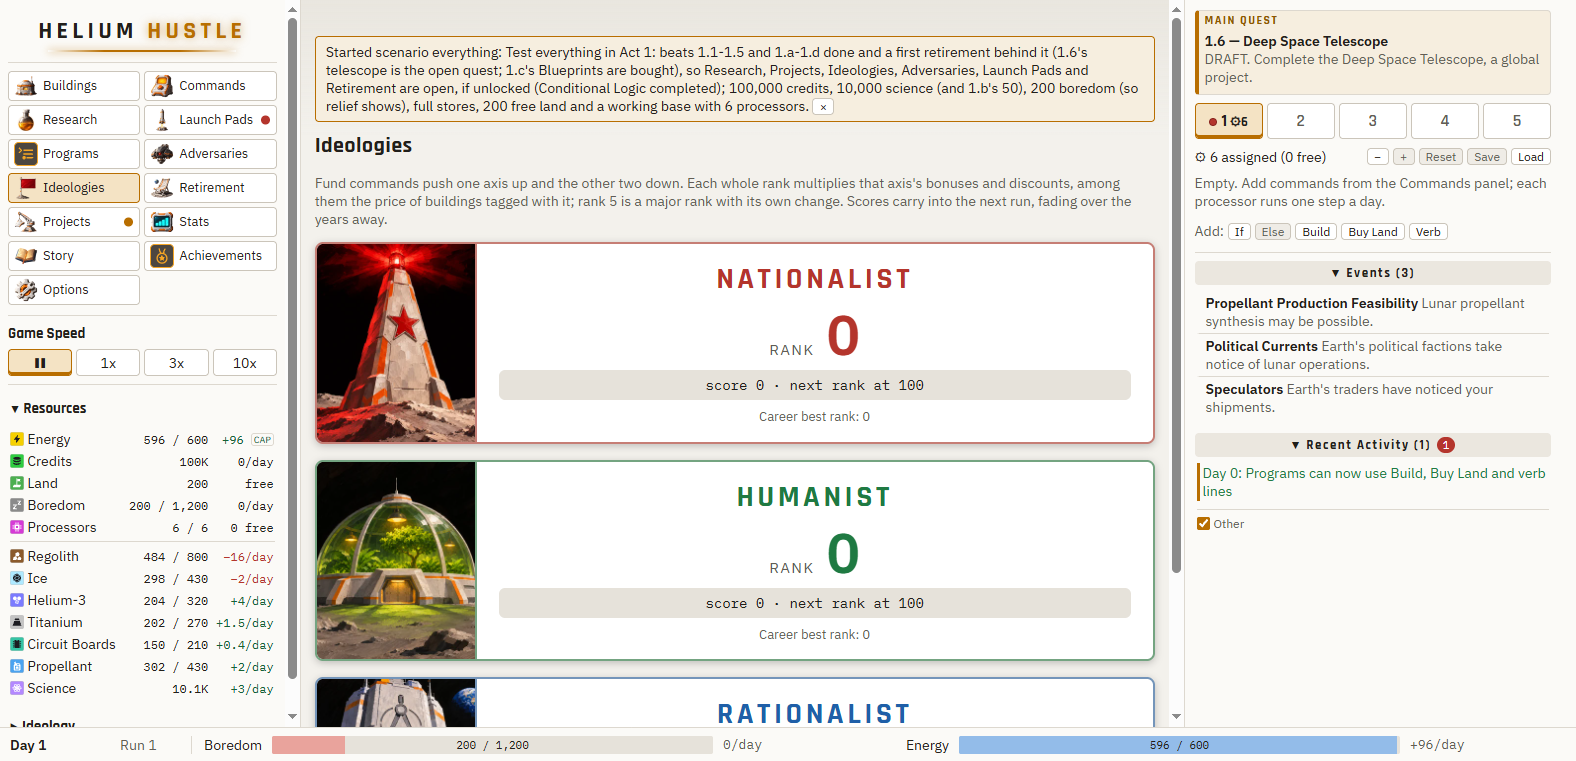 HELIUM HUSTLE
Buildings
Commands
Research
Launch Pads
Programs
Adversaries
Ideologies
Retirement
Projects
Stats
Story
Achievements
Options
Game Speed
1x
3x
10x
▼ Resources
Energy 596 / 600 +96 CAP
Credits 100K 0/day
Land 200 free
Boredom 200 / 1,200 0/day
Processors 6 / 6 0 free
Regolith 484 / 800 −16/day
Ice 298 / 430 −2/day
Helium-3 204 / 320 +4/day
Titanium 202 / 270 +1.5/day
Circuit Boards 150 / 210 +0.4/day
Propellant 302 / 430 +2/day
Science 10.1K +3/day
▸ Ideology
Started scenario everything: Test everything in Act 1: beats 1.1-1.5 and 1.a-1.d done and a first retirement behind it (1.6's
telescope is the open quest; 1.c's Blueprints are bought), so Research, Projects, Ideologies, Adversaries, Launch Pads and
Retirement are open, if unlocked (Conditional Logic completed); 100,000 credits, 10,000 science (and 1.b's 50), 200 boredom (so
relief shows), full stores, 200 free land and a working base with 6 processors. ×
Ideologies
Fund commands push one axis up and the other two down. Each whole rank multiplies that axis's bonuses and discounts, among
them the price of buildings tagged with it; rank 5 is a major rank with its own change. Scores carry into the next run, fading over the
years away.
NATIONALIST
RANK 0
score 0 · next rank at 100
Career best rank: 0
HUMANIST
RANK 0
score 0 · next rank at 100
Career best rank: 0
RATIONALIST
MAIN QUEST
1.6 — Deep Space Telescope
DRAFT. Complete the Deep Space Telescope, a global
project.
1 ⚙6
2
3
4
5
⚙ 6 assigned (0 free) − + Reset Save Load
Empty. Add commands from the Commands panel; each
processor runs one step a day.
Add: If Else Build Buy Land Verb
▼ Events (3)
Propellant Production Feasibility Lunar propellant
synthesis may be possible.
Political Currents Earth's political factions take
notice of lunar operations.
Speculators Earth's traders have noticed your
shipments.
▼ Recent Activity (1) 1
Day 0: Programs can now use Build, Buy Land and verb
lines
Other
Day 1 Run 1 Boredom 200 / 1,200 0/day Energy 596 / 600 +96/day